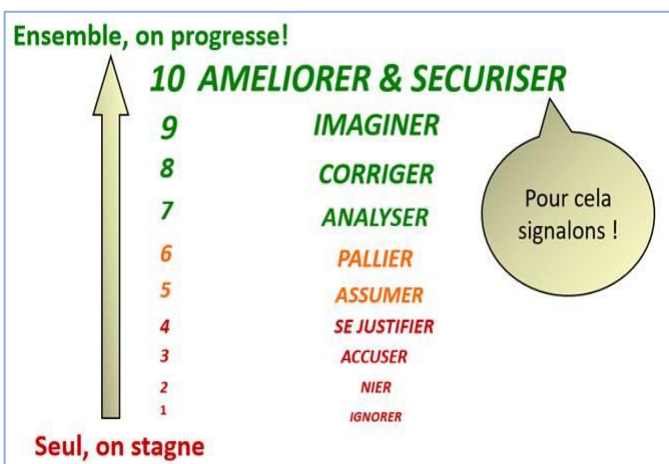 Ensemble, on progresse!
10 AMELIORER & SECURISER
9 IMAGINER
8 CORRIGER
7 ANALYSER
6 PALLIER
5 ASSUMER
4 SE JUSTIFIER
3 ACCUSER
2 NIER
1 IGNORER
Seul, on stagne
Pour cela
signalons !